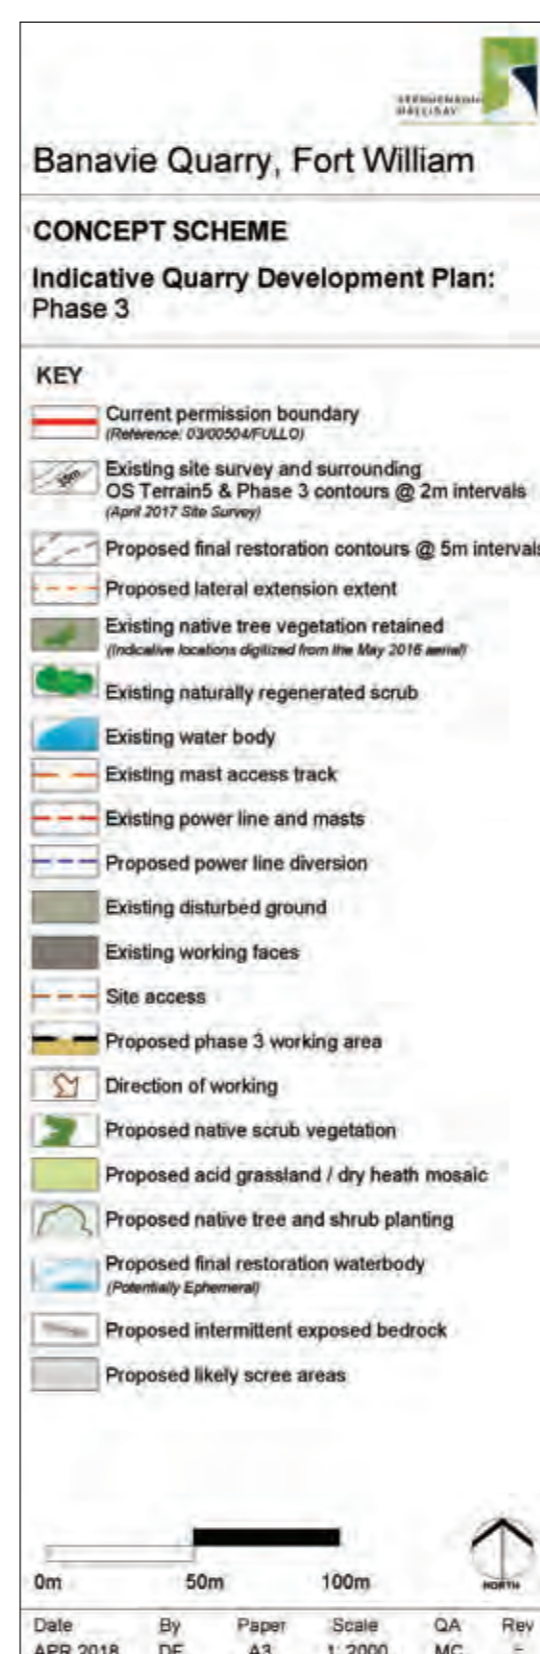 Banavie Quarry, Fort William
CONCEPT SCHEME
Indicative Quarry Development Plan:
Phase 3
KEY
Current permission boundary
(Reference: 03/00504/FULLO)
35m
Existing site survey and surrounding
OS Terrain5 & Phase 3 contours @ 2m intervals
(April 2017 Site Survey)
Proposed final restoration contours @ 5m intervals
Proposed lateral extension extent
Existing native tree vegetation retained
(Indicative locations digitized from the May 2016 aerial)
Existing naturally regenerated scrub
Existing water body
Existing mast access track
Existing power line and masts
Proposed power line diversion
Existing disturbed ground
Existing working faces
Site access
Proposed phase 3 working area
Direction of working
Proposed native scrub vegetation
Proposed acid grassland / dry heath mosaic
Proposed native tree and shrub planting
Proposed final restoration waterbody
(Potentially Ephemeral)
Proposed intermittent exposed bedrock
Proposed likely scree areas
0m 50m 100m
NORTH
Date By Paper Scale QA Rev
APR 2018 DF A3 1: 2000 MC -